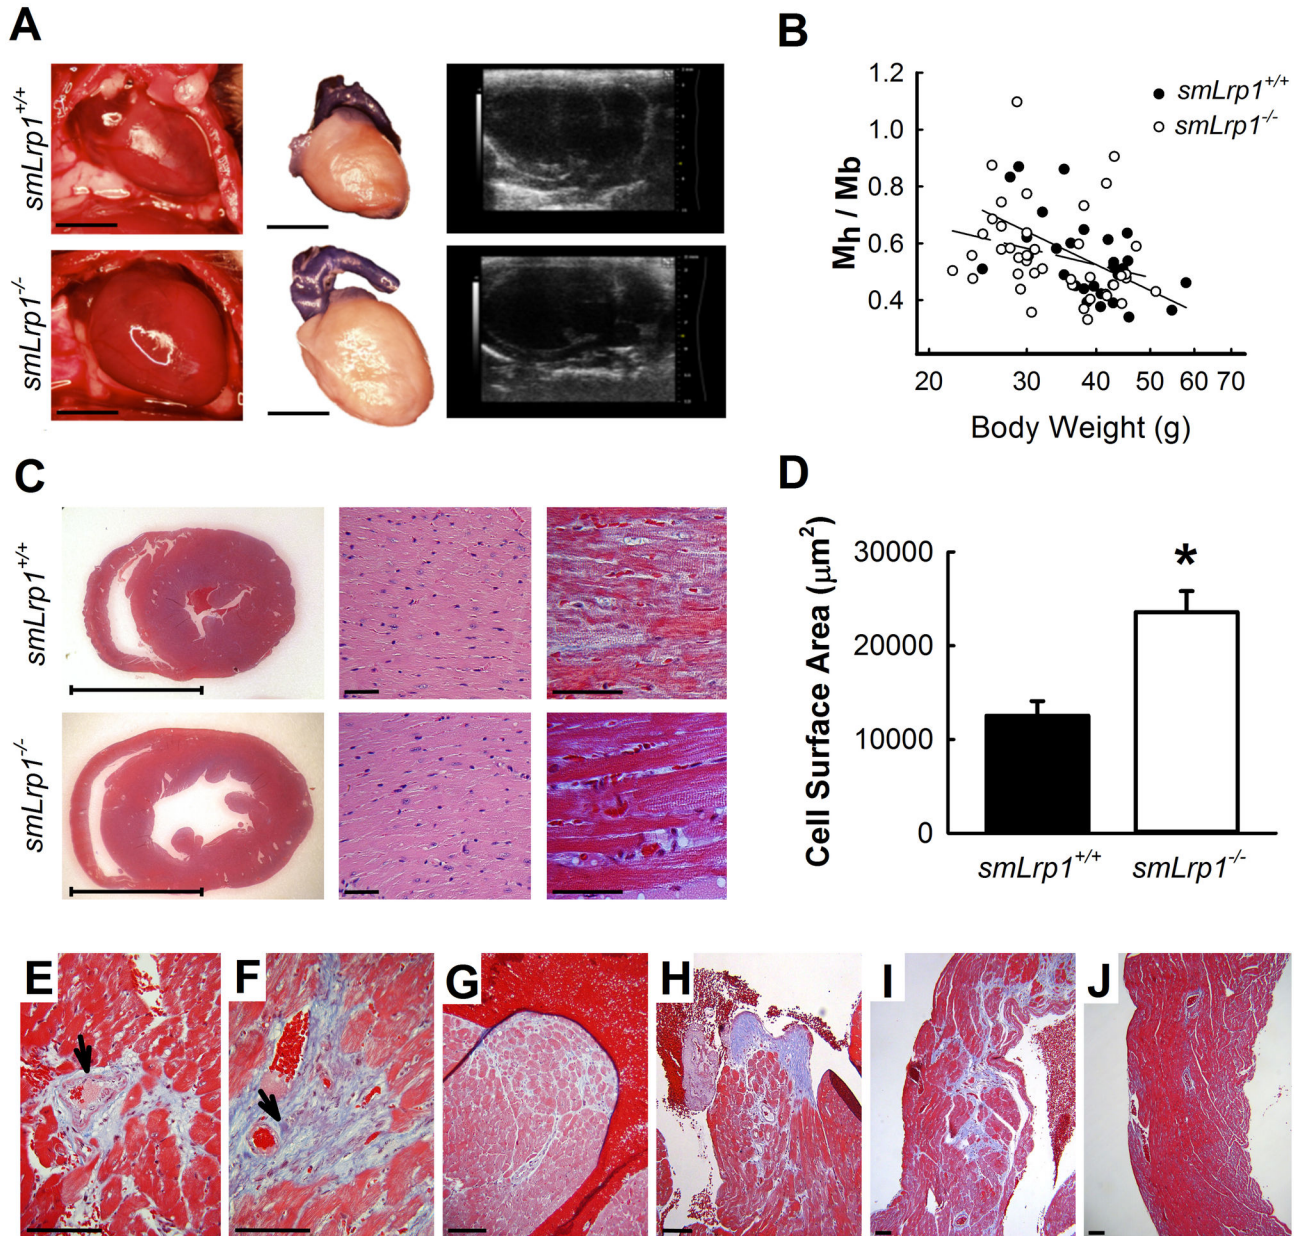 A
smLrp1+/+
smLrp1-/-
B
Mh / Mb
1.2
1.0
0.8
0.6
0.4
20 30 40 50 60 70
Body Weight (g)
smLrp1+/+
smLrp1-/-
C
smLrp1+/+
smLrp1-/-
D
Cell Surface Area (μm2)
30000
20000
10000
0
*
smLrp1+/+ smLrp1-/-
E F G H I J